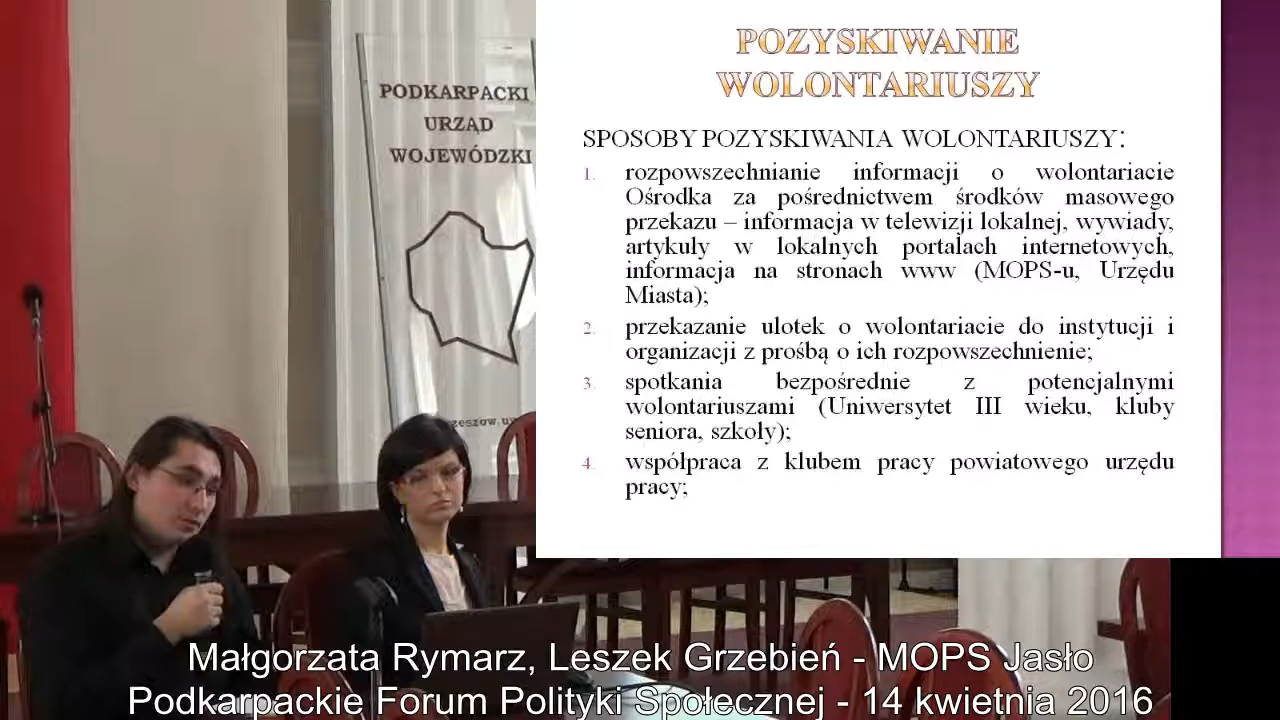 PODKARPACKI
URZĄD
WOJEWÓDZKI
POZYSKIWANIE
WOLONTARIUSZY
SPOSOBY POZYSKIWANIA WOLONTARIUSZY:
1. rozpowszechnianie informacji o wolontariacie
Ośrodka za pośrednictwem środków masowego
przekazu – informacja w telewizji lokalnej, wywiady,
artykuły w lokalnych portalach internetowych,
informacja na stronach www (MOPS-u, Urzędu
Miasta);
2. przekazanie ulotek o wolontariacie do instytucji i
organizacji z prośbą o ich rozpowszechnienie;
3. spotkania bezpośrednie z potencjalnymi
wolontariuszami (Uniwersytet III wieku, kluby
seniora, szkoły);
4. współpraca z klubem pracy powiatowego urzędu
pracy;
Małgorzata Rymarz, Leszek Grzebień - MOPS Jasło
Podkarpackie Forum Polityki Społecznej - 14 kwietnia 2016